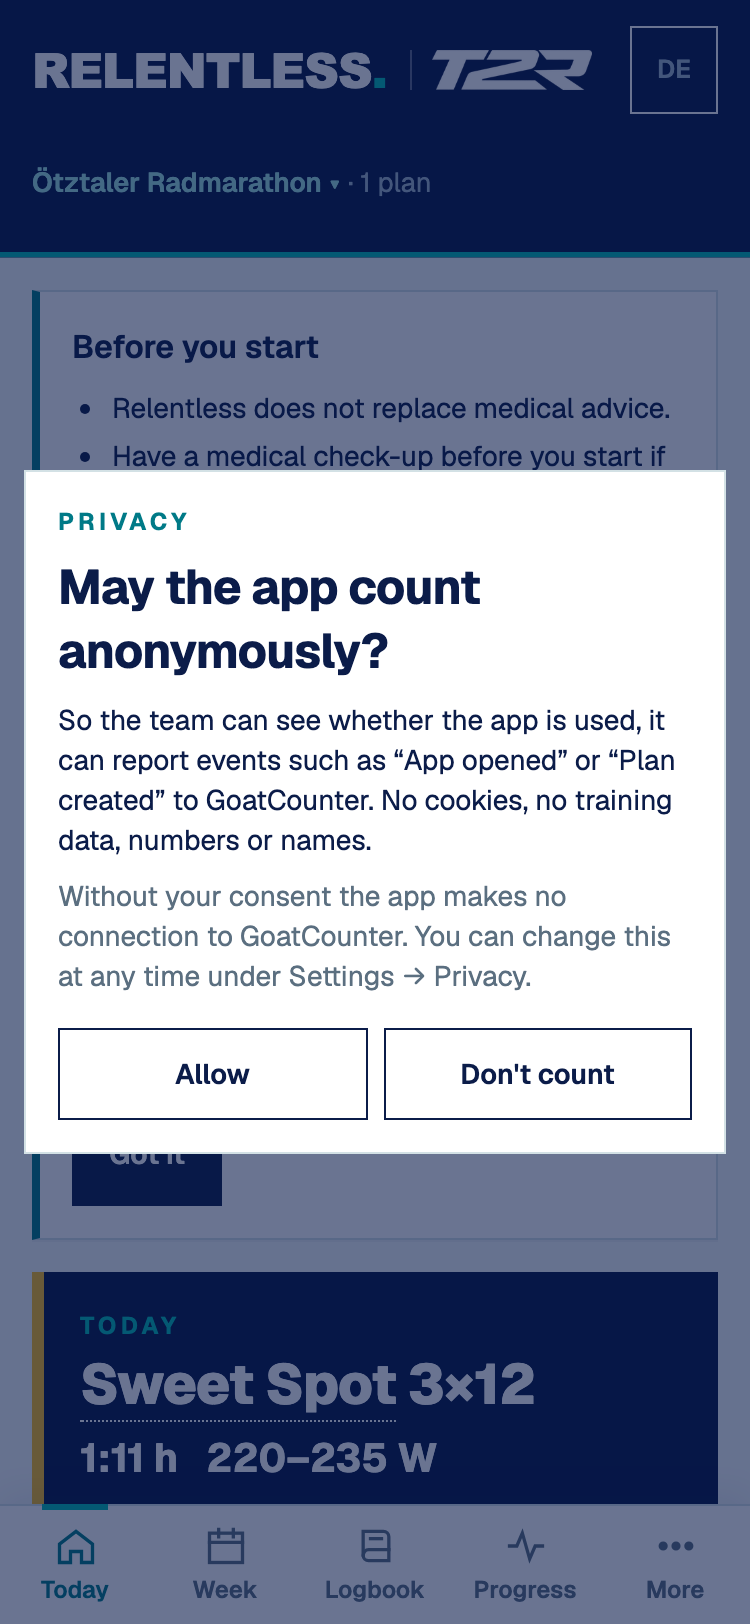 RELENTLESS. T2R DE
Ötztaler Radmarathon ▾ · 1 plan
Before you start
• Relentless does not replace medical advice.
• Have a medical check-up before you start if
PRIVACY
May the app count
anonymously?
So the team can see whether the app is used, it
can report events such as “App opened” or “Plan
created” to GoatCounter. No cookies, no training
data, numbers or names.
Without your consent the app makes no
connection to GoatCounter. You can change this
at any time under Settings → Privacy.
Allow Don't count
Got it
TODAY
Sweet Spot 3×12
1:11 h 220–235 W
Today Week Logbook Progress More